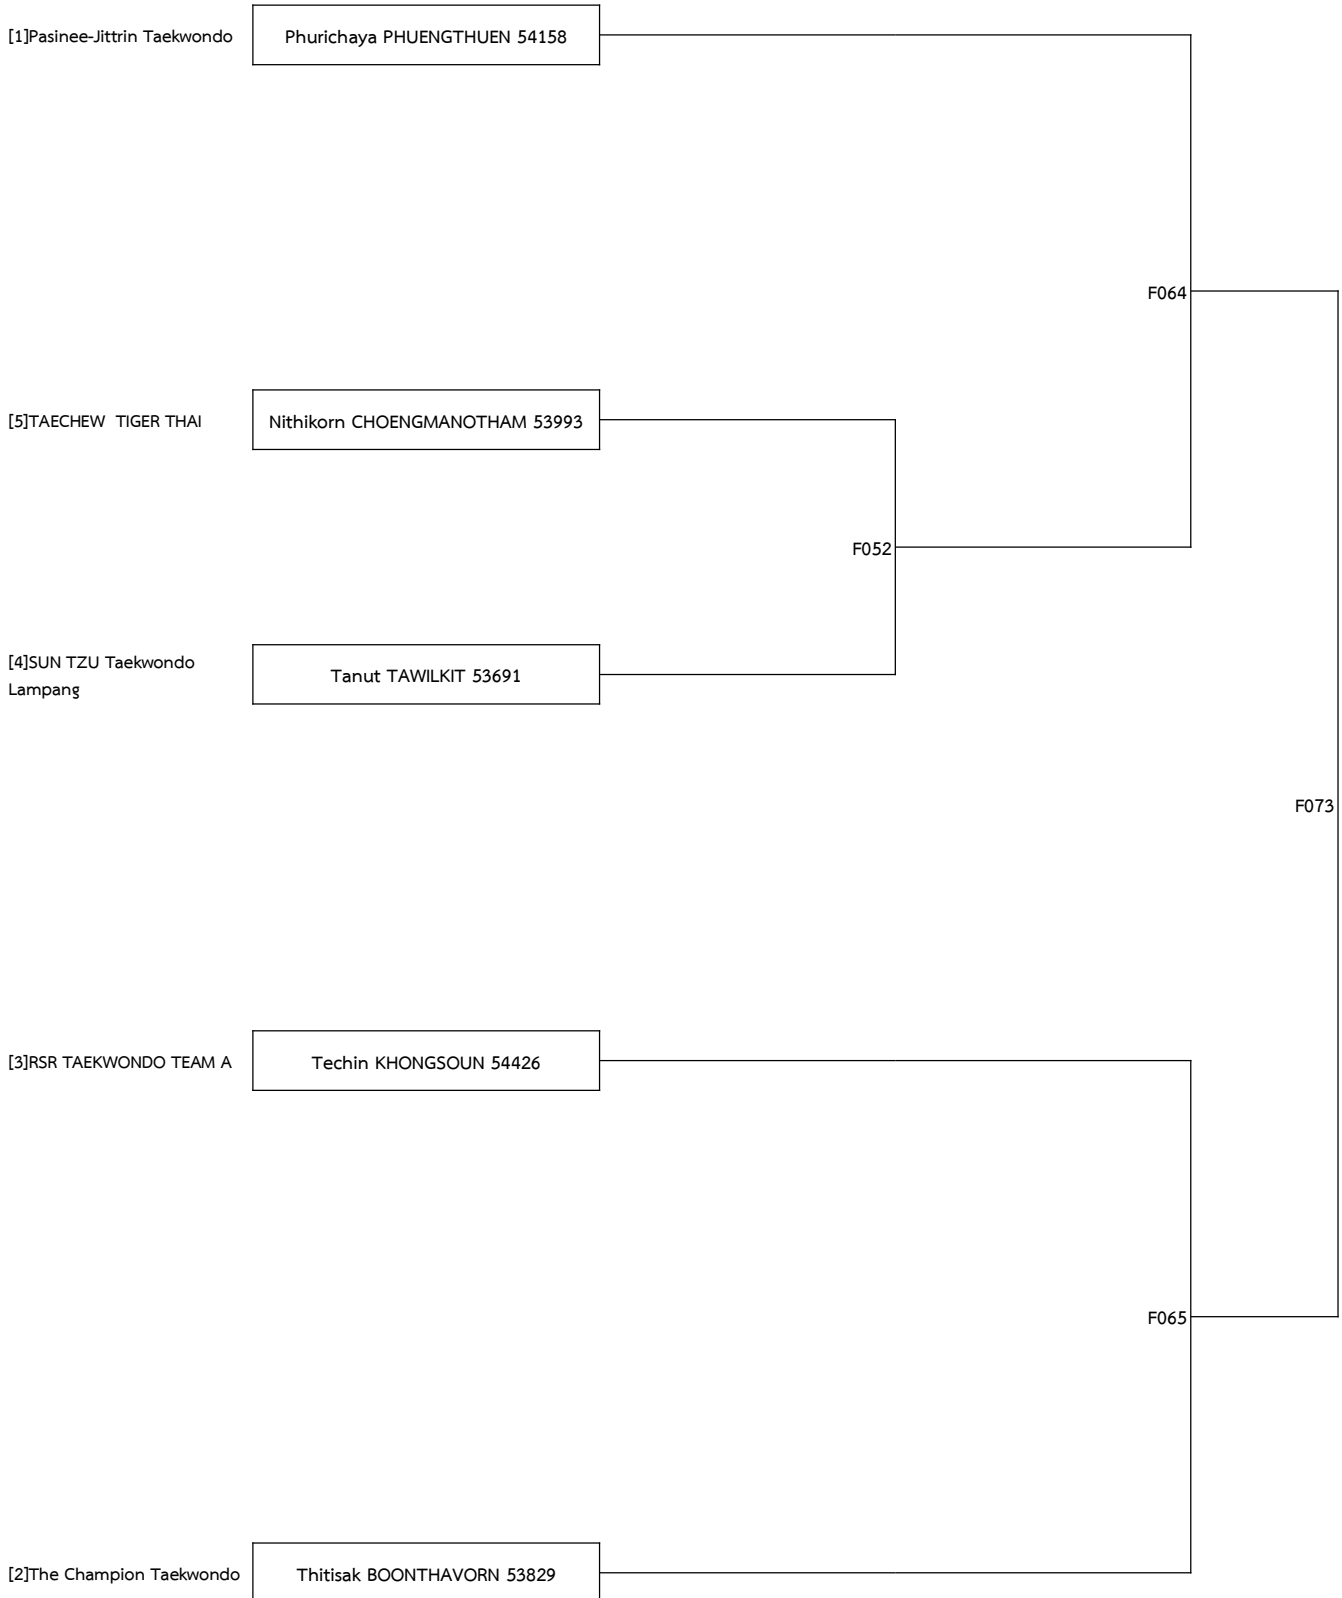 [1]Pasinee-Jittrin Taekwondo
Phurichaya PHUENGTHUEN 54158
F064
[5]TAECHEW  TIGER THAI
Nithikorn CHOENGMANOTHAM 53993
F052
[4]SUN TZU Taekwondo
Lampang
Tanut TAWILKIT 53691
F073
[3]RSR TAEKWONDO TEAM A
Techin KHONGSOUN 54426
F065
[2]The Champion Taekwondo
Thitisak BOONTHAVORN 53829